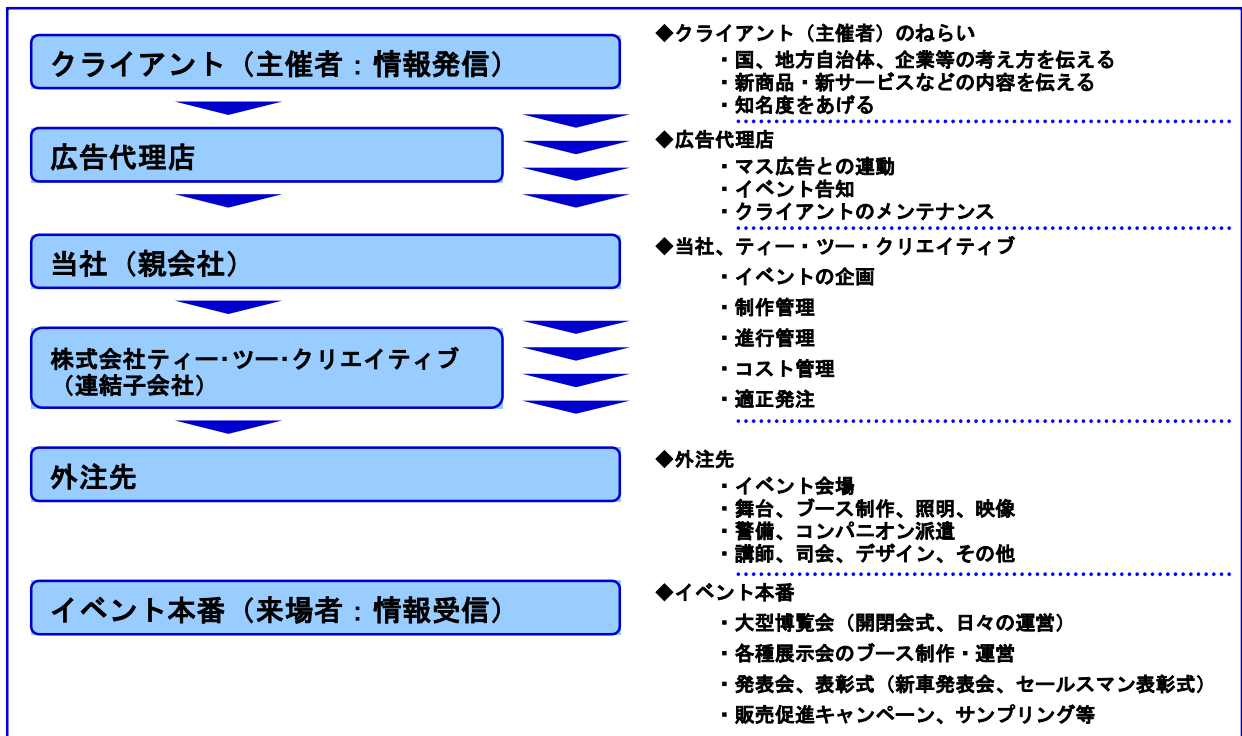 クライアント（主催者：情報発信）
広告代理店
当社（親会社）
株式会社ティー・ツー・クリエイティブ
（連結子会社）
外注先
イベント本番（来場者：情報受信）
◆クライアント（主催者）のねらい
・国、地方自治体、企業等の考え方を伝える
・新商品・新サービスなどの内容を伝える
・知名度をあげる
◆広告代理店
・マス広告との連動
・イベント告知
・クライアントのメンテナンス
◆当社、ティー・ツー・クリエイティブ
・イベントの企画
・制作管理
・進行管理
・コスト管理
・適正発注
◆外注先
・イベント会場
・舞台、ブース制作、照明、映像
・警備、コンパニオン派遣
・講師、司会、デザイン、その他
◆イベント本番
・大型博覧会（開閉会式、日々の運営）
・各種展示会のブース制作・運営
・発表会、表彰式（新車発表会、セールスマン表彰式）
・販売促進キャンペーン、サンプリング等